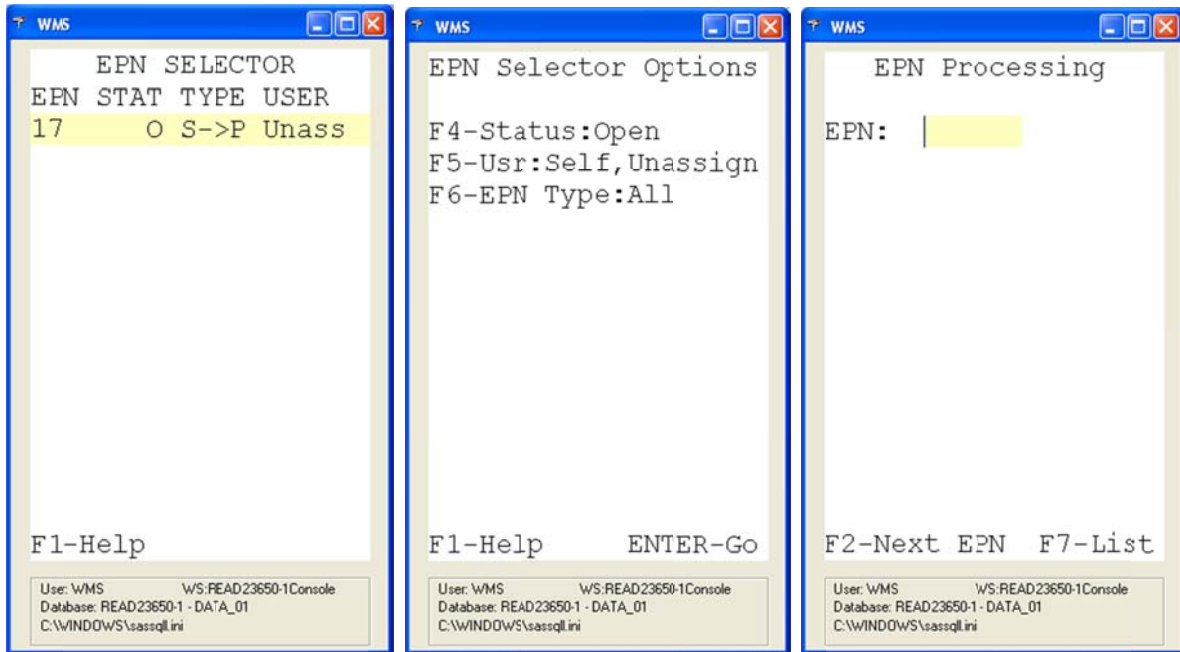 WMS
EPN SELECTOR
EPN STAT TYPE USER
17 O S->P Unass
F1-Help
User: WMS WS:READ23650-1Console
Database: READ23650-1 - DATA_01
C:\WINDOWS\sassqll.ini
WMS
EPN Selector Options
F4-Status:Open
F5-Usr:Self,Unassign
F6-EPN Type:All
F1-Help ENTER-Go
User: WMS WS:READ23650-1Console
Database: READ23650-1 - DATA_01
C:\WINDOWS\sassqll.ini
WMS
EPN Processing
EPN:
F2-Next EPN F7-List
User: WMS WS:READ23650-1Console
Database: READ23650-1 - DATA_01
C:\WINDOWS\sassqll.ini